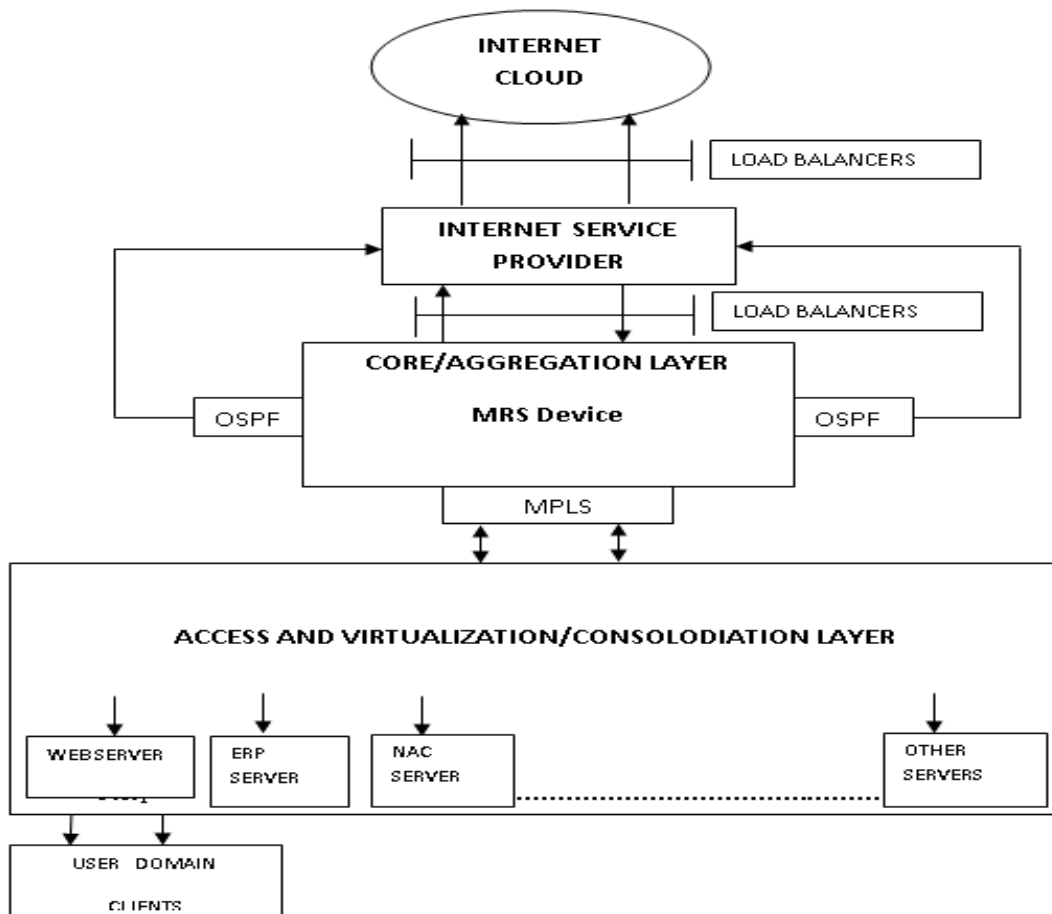 INTERNET
CLOUD
LOAD BALANCERS
INTERNET SERVICE
PROVIDER
LOAD BALANCERS
CORE/AGGREGATION LAYER
MRS Device
OSPF
OSPF
MPLS
ACCESS AND VIRTUALIZATION/CONSOLODIATION LAYER
WEBSERVER
ERP
SERVER
NAC
SERVER
OTHER
SERVERS
USER DOMAIN
CLIENTS